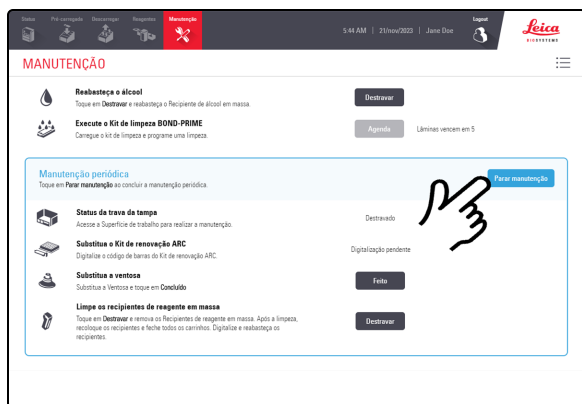 Status Pré-carregada Descarregar Reagentes Manutenção
5:44 AM | 21/nov/2023 | Jane Doe
Logout
Leica
BIOSYSTEMS
MANUTENÇÃO
Reabasteça o álcool
Toque em Destravar e reabasteça o Recipiente de álcool em massa.
Destravar
Execute o Kit de limpeza BOND-PRIME
Carregue o kit de limpeza e programe uma limpeza.
Agenda
Lâminas vencem em 5
Manutenção periódica
Toque em Parar manutenção ao concluir a manutenção periódica.
Parar manutenção
Status da trava da tampa
Acesse a Superfície de trabalho para realizar a manutenção.
Destravado
Substitua o Kit de renovação ARC
Digitalize o código de barras do Kit de renovação ARC.
Digitalização pendente
Substitua a ventosa
Substitua a Ventosa e toque em Concluído
Feito
Limpe os recipientes de reagente em massa
Toque em Destravar e remova os Recipientes de reagente em massa. Após a limpeza,
recoloque os recipientes e feche todos os carrinhos. Digitalize e reabasteça os
recipientes.
Destravar